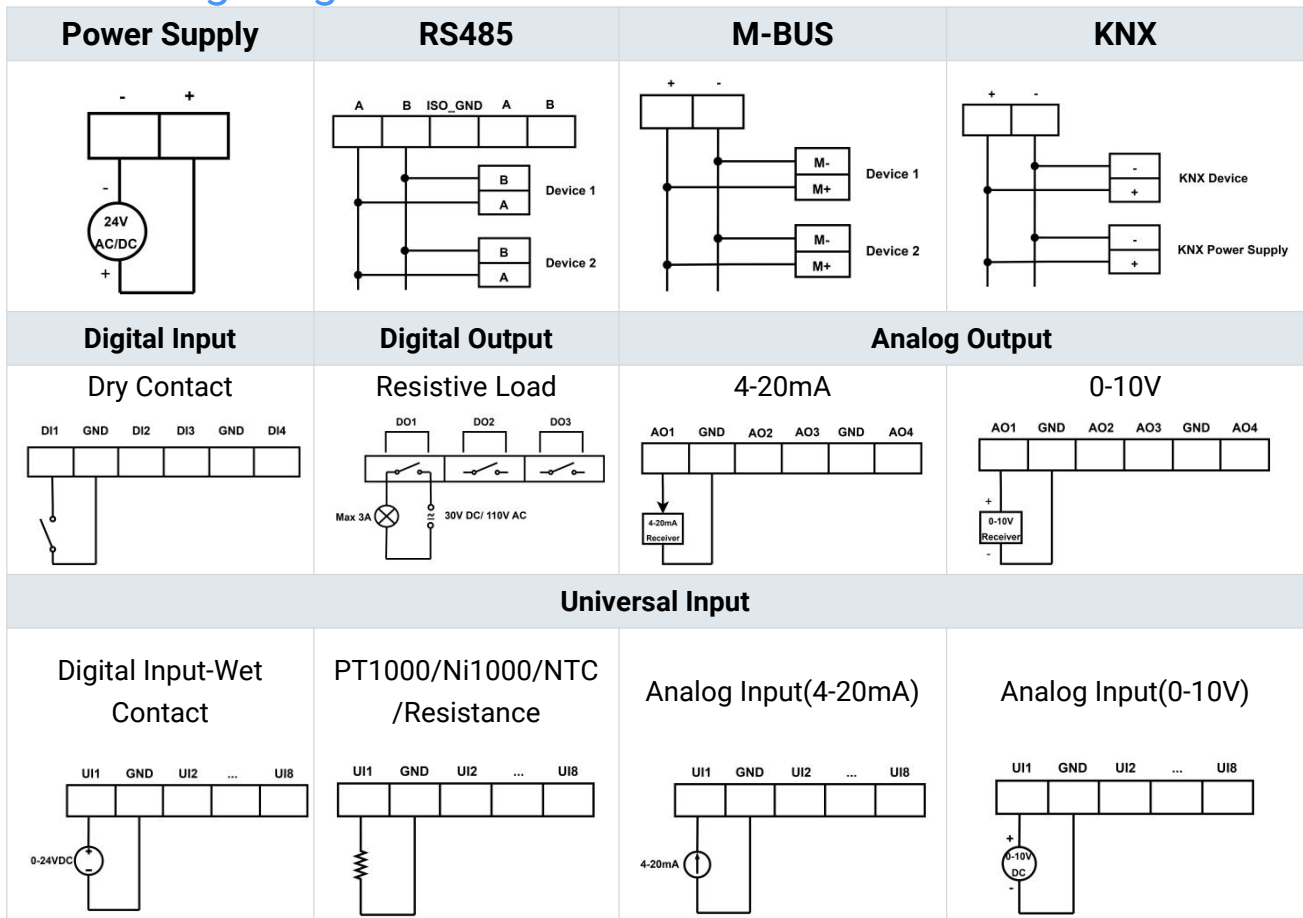 Power Supply RS485 M-BUS KNX
- +
-
24V
AC/DC
+
A B ISO_GND A B
B
A
Device 1
B
A
Device 2
+ -
M-
M+
Device 1
M-
M+
Device 2
+ -
-
+
KNX Device
-
+
KNX Power Supply
Digital Input Digital Output Analog Output
Dry Contact
DI1 GND DI2 DI3 GND DI4
Resistive Load
DO1 DO2 DO3
Max 3A
30V DC/ 110V AC
4-20mA
AO1 GND AO2 AO3 GND AO4
4-20mA
Receiver
0-10V
AO1 GND AO2 AO3 GND AO4
+
0-10V
Receiver
-
Universal Input
Digital Input-Wet
Contact
UI1 GND UI2 ... UI8
0-24VDC
+
-
PT1000/Ni1000/NTC
/Resistance
UI1 GND UI2 ... UI8
Analog Input(4-20mA)
UI1 GND UI2 ... UI8
4-20mA
Analog Input(0-10V)
UI1 GND UI2 ... UI8
+
0-10V
DC
-